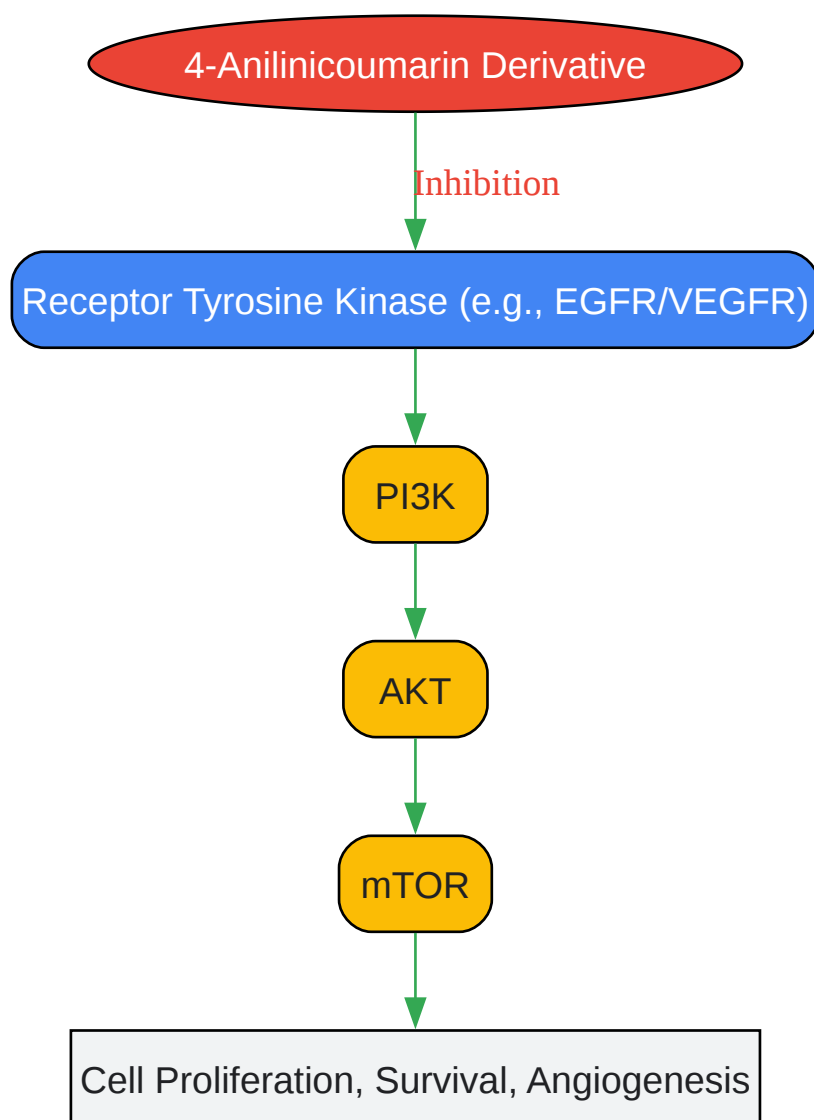 4-Anilinicoumarin Derivative
Inhibition
Receptor Tyrosine Kinase (e.g., EGFR/VEGFR)
PI3K
AKT
mTOR
Cell Proliferation, Survival, Angiogenesis